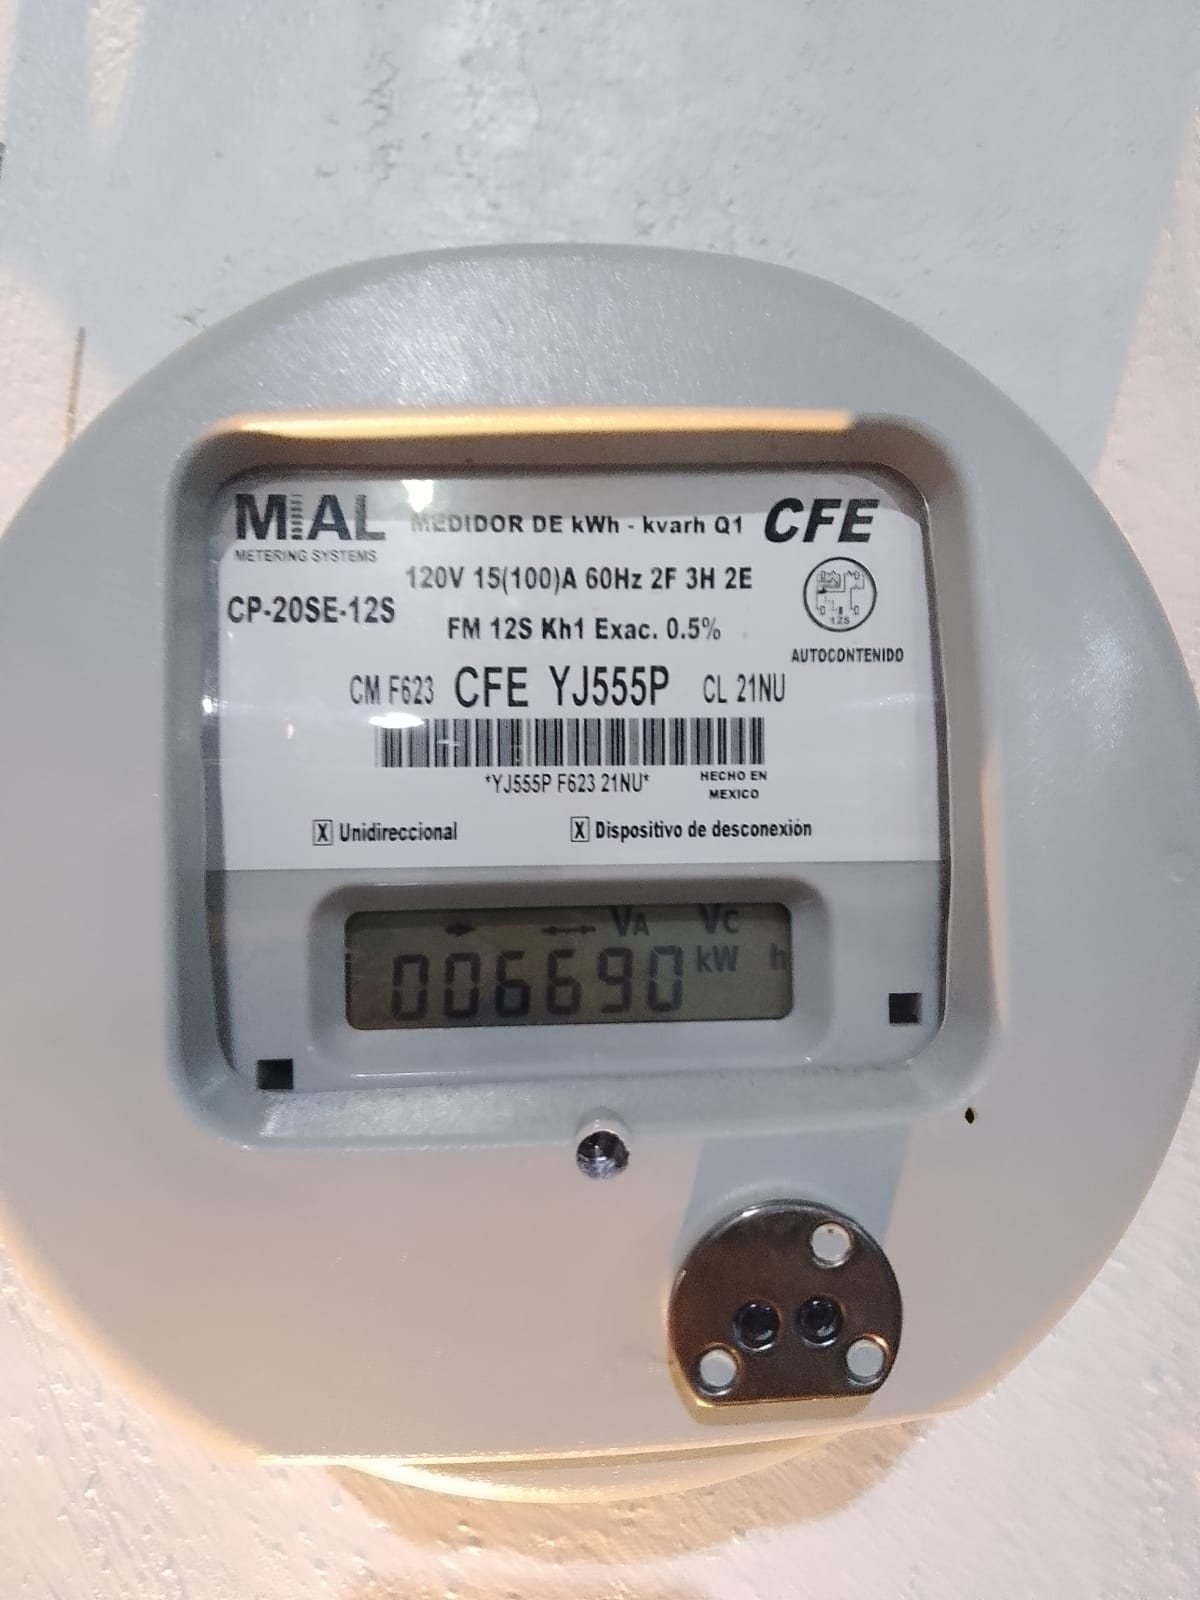 MIAL
METERING SYSTEMS
MEDIDOR DE kWh - kvarh Q1
CFE
120V 15(100)A 60Hz 2F 3H 2E
CP-20SE-12S
FM 12S Kh1 Exac. 0.5%
12S
AUTOCONTENIDO
CM F623 CFE YJ555P CL 21NU
*YJ555P F623 21NU*
HECHO EN
MEXICO
X Unidireccional
X Dispositivo de desconexión
VA VC
006690 kW h